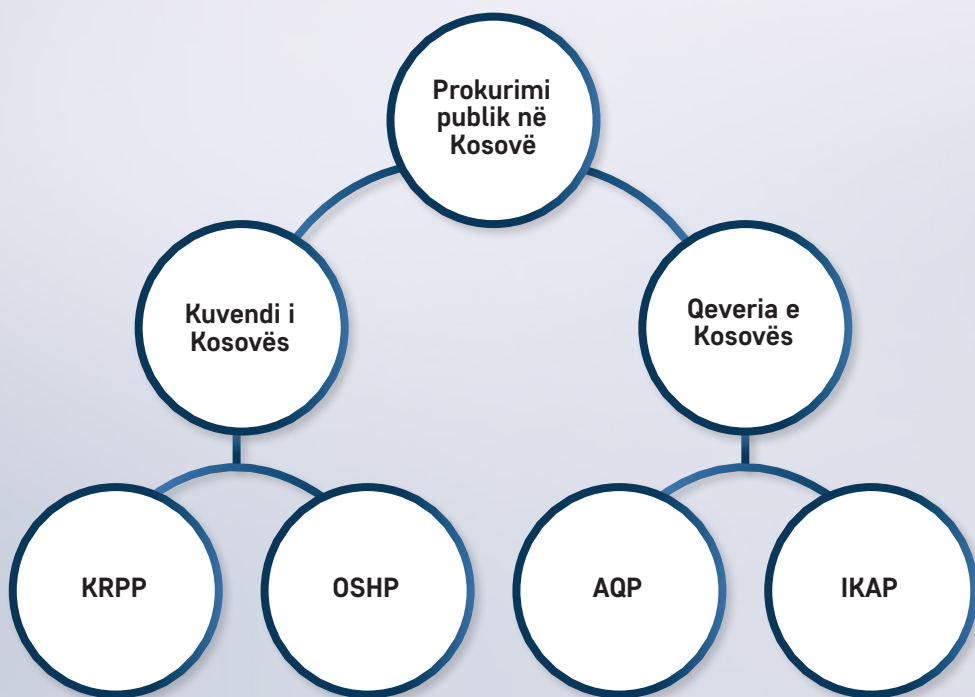 Prokurimi
publik në
Kosovë
Kuvendi i
Kosovës
Qeveria e
Kosovës
KRPP
OSHP
AQP
IKAP